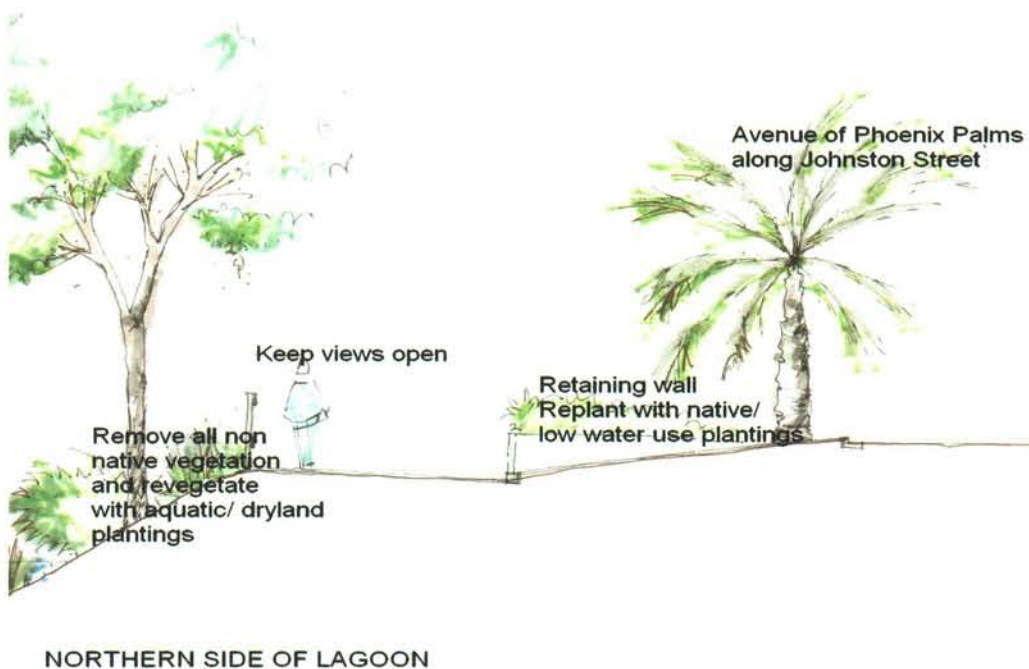 Avenue of Phoenix Palms
along Johnston Street
Keep views open
Retaining wall
Replant with native/
low water use plantings
Remove all non
native vegetation
and revegetate
with aquatic/ dryland
plantings
NORTHERN SIDE OF LAGOON